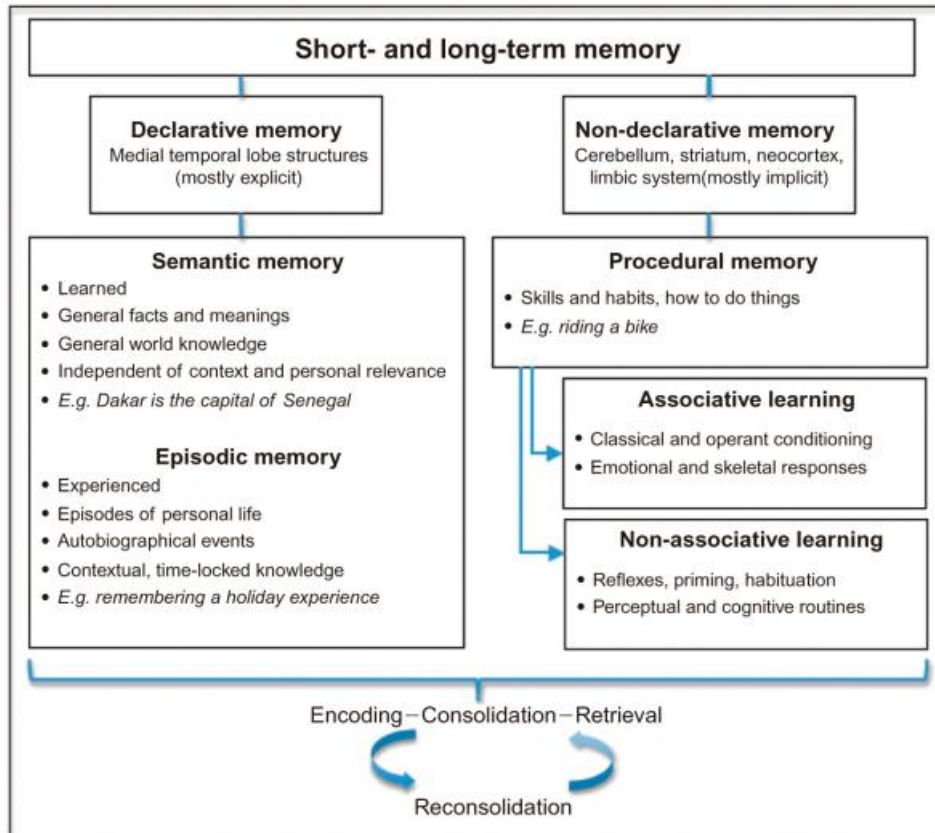 Short- and long-term memory
Declarative memory
Medial temporal lobe structures
(mostly explicit)
Non-declarative memory
Cerebellum, striatum, neocortex,
limbic system(mostly implicit)
Semantic memory
• Learned
• General facts and meanings
• General world knowledge
• Independent of context and personal relevance
• E.g. Dakar is the capital of Senegal
Episodic memory
• Experienced
• Episodes of personal life
• Autobiographical events
• Contextual, time-locked knowledge
• E.g. remembering a holiday experience
Procedural memory
• Skills and habits, how to do things
• E.g. riding a bike
Associative learning
• Classical and operant conditioning
• Emotional and skeletal responses
Non-associative learning
• Reflexes, priming, habituation
• Perceptual and cognitive routines
Encoding–Consolidation–Retrieval
Reconsolidation